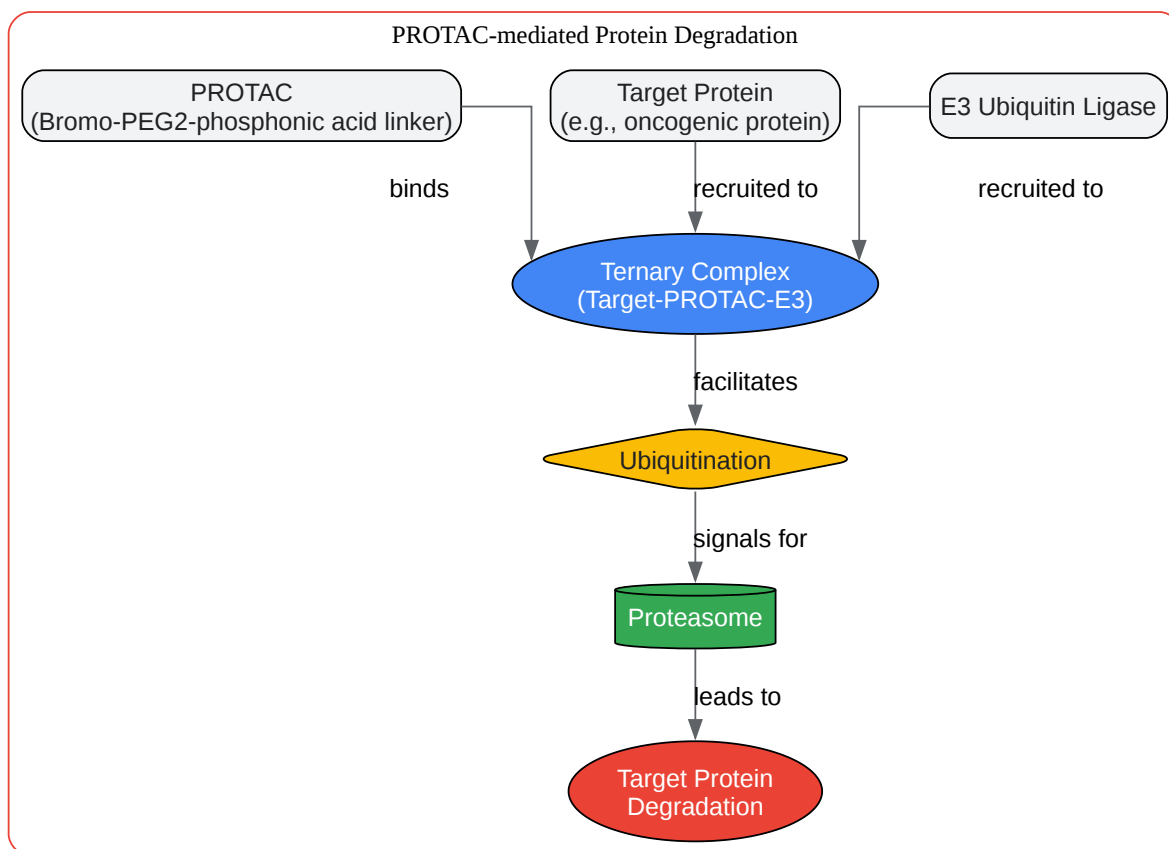 PROTAC-mediated Protein Degradation
PROTAC
(Bromo-PEG2-phosphonic acid linker)
Target Protein
(e.g., oncogenic protein)
E3 Ubiquitin Ligase
binds
recruited to
recruited to
Ternary Complex
(Target-PROTAC-E3)
facilitates
Ubiquitination
signals for
Proteasome
leads to
Target Protein
Degradation